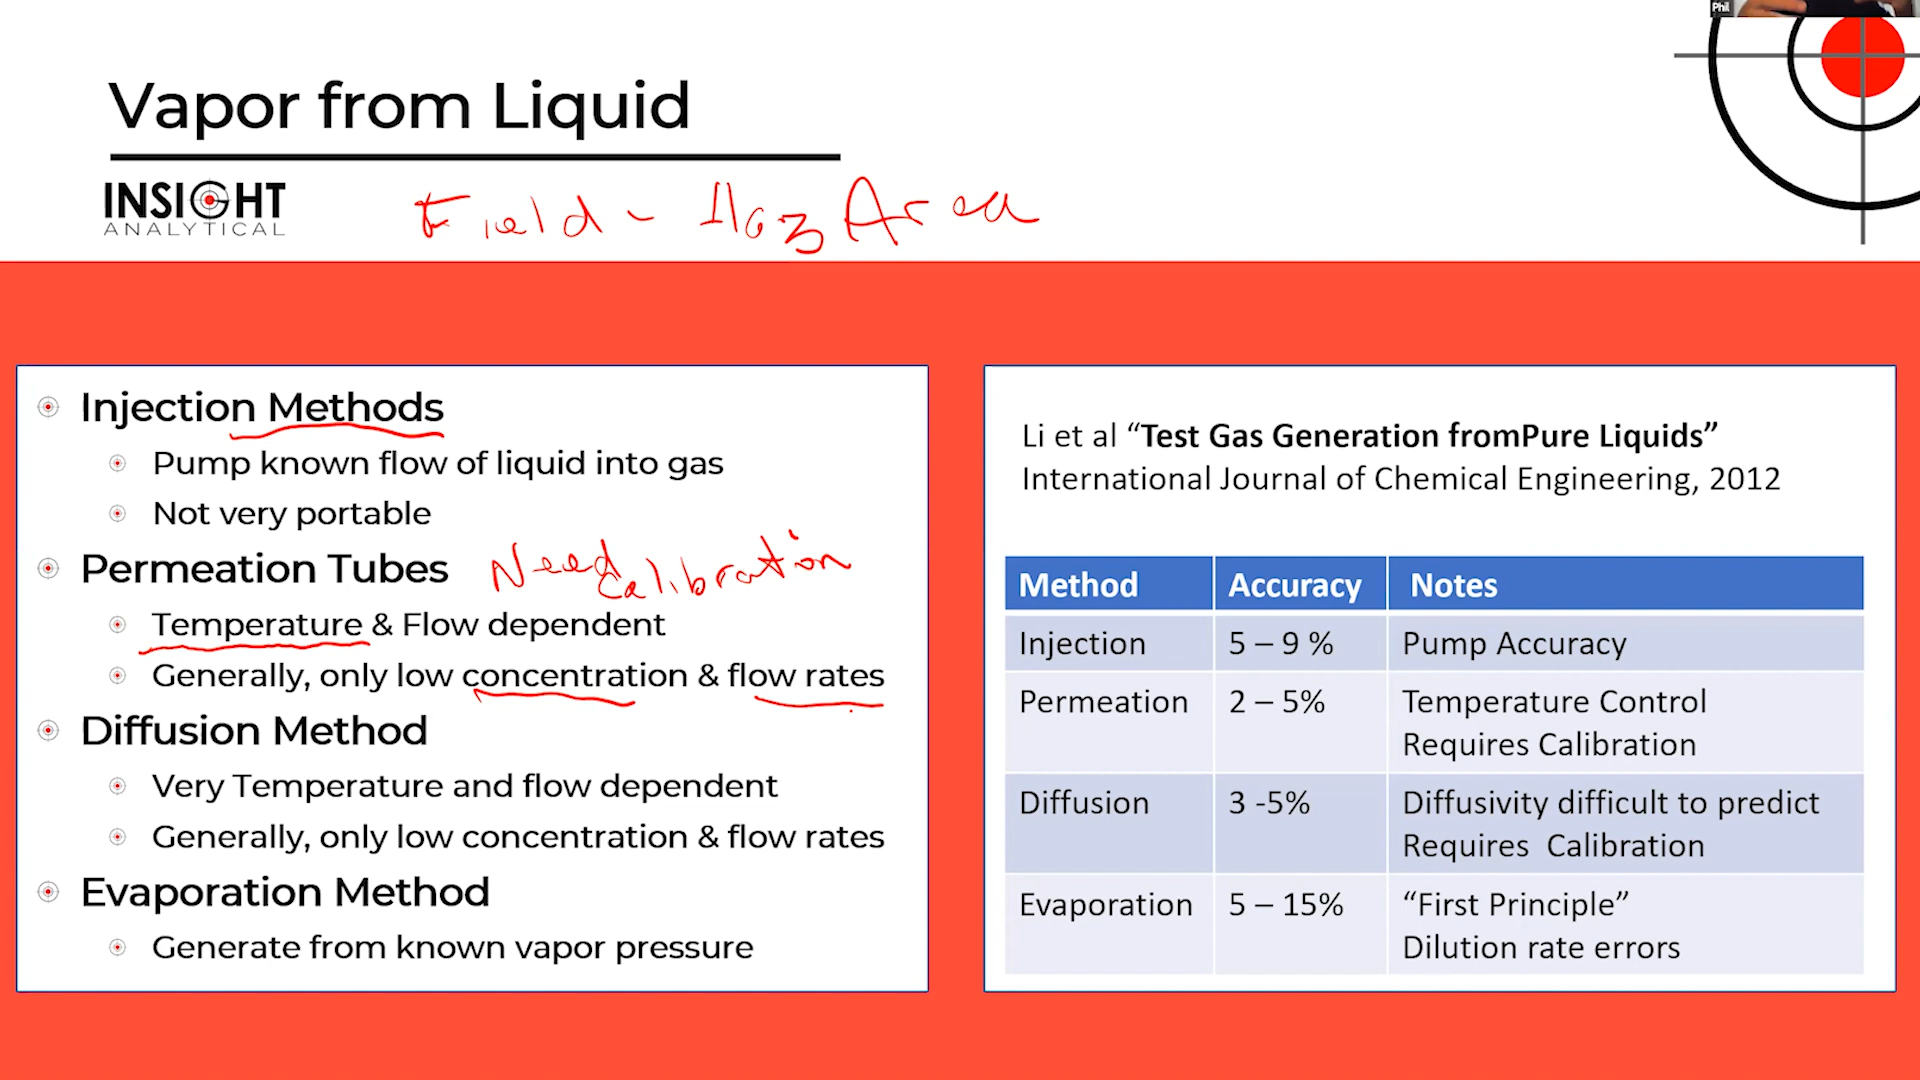 Phil
Vapor from Liquid
INSIGHT
ANALYTICAL
Field - Haz Area
Injection Methods
Pump known flow of liquid into gas
Not very portable
Permeation Tubes Need Calibration
Temperature & Flow dependent
Generally, only low concentration & flow rates
Diffusion Method
Very Temperature and flow dependent
Generally, only low concentration & flow rates
Evaporation Method
Generate from known vapor pressure
Li et al “Test Gas Generation fromPure Liquids”
International Journal of Chemical Engineering, 2012
Method Accuracy Notes
Injection 5 – 9 % Pump Accuracy
Permeation 2 – 5% Temperature Control
Requires Calibration
Diffusion 3 -5% Diffusivity difficult to predict
Requires Calibration
Evaporation 5 – 15% “First Principle”
Dilution rate errors